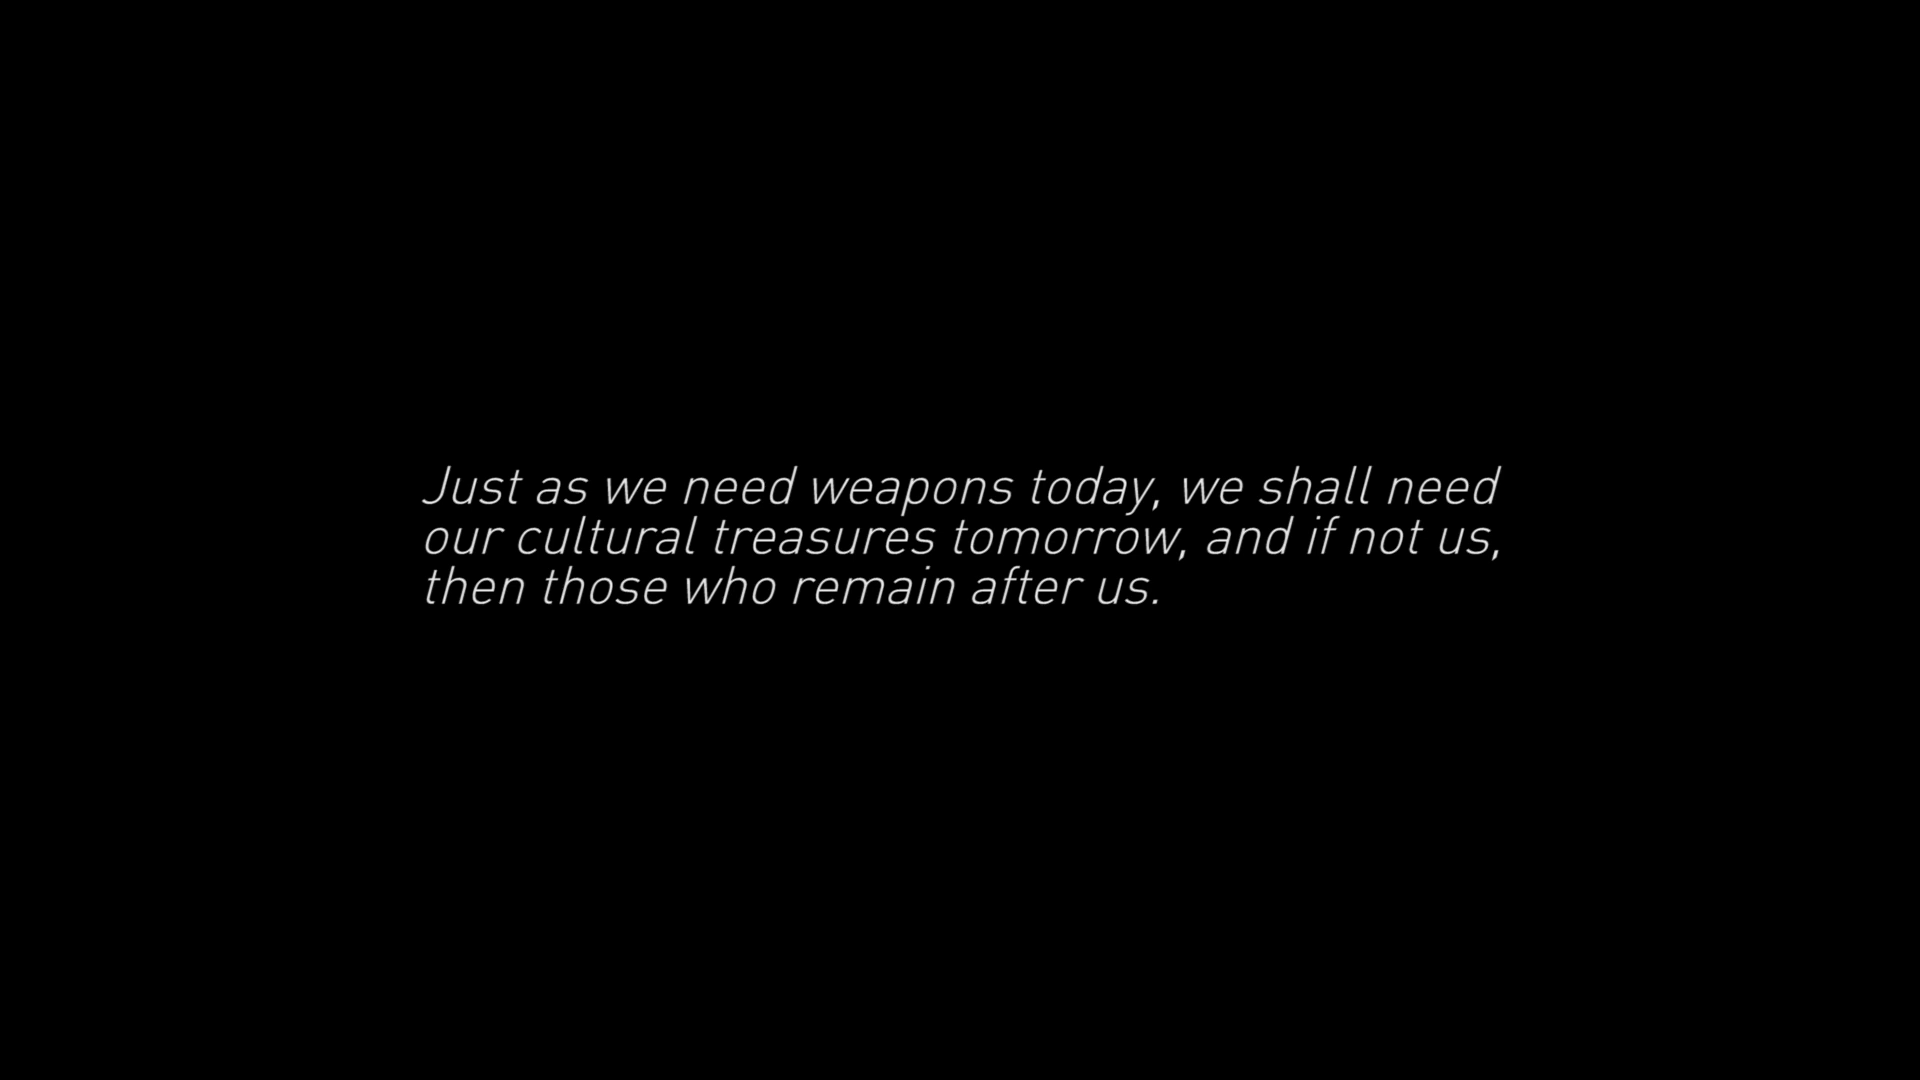 Just as we need weapons today, we shall need
our cultural treasures tomorrow, and if not us,
then those who remain after us.